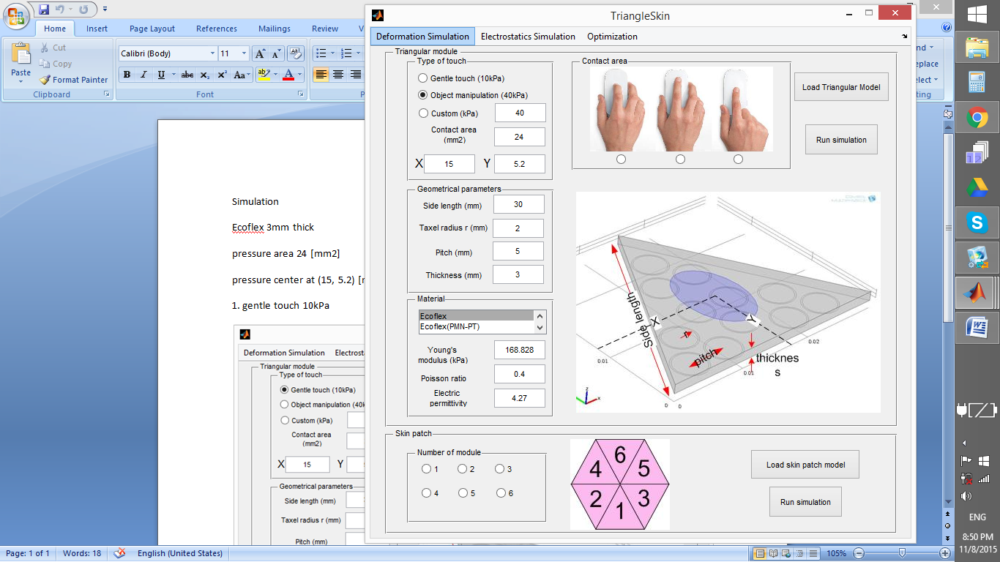 Home
Insert
Page Layout
References
Mailings
Review
Cut
Copy
Paste
Format Painter
Clipboard
Calibri (Body)
11
B I U abc x₂ x² Aa
Font
Replace
Select
Simulation
Ecoflex 3mm thick
pressure area 24 [mm2]
pressure center at (15, 5.2)
1. gentle touch 10kPa
Deformation Simulation
Triangular module
Type of touch
Gentle touch (10kPa)
Custom (kPa)
Contact area
(mm2)
X 15 Y
Geometrical parameters
Side length (mm)
Taxel radius r (mm)
Pitch (mm)
Page: 1 of 1
Words: 18
English (United States)
105%
TriangleSkin
Deformation Simulation
Electrostatics Simulation
Optimization
Triangular module
Type of touch
Gentle touch (10kPa)
Object manipulation (40kPa)
Custom (kPa) 40
Contact area
(mm2) 24
X 15 Y 5.2
Geometrical parameters
Side length (mm) 30
Taxel radius r (mm) 2
Pitch (mm) 5
Thickness (mm) 3
Material
Ecoflex
Ecoflex(PMN-PT)
Young's
modulus (kPa) 168.828
Poisson ratio 0.4
Electric
permittivity 4.27
Contact area
Load Triangular Model
Run simulation
Side length
X
Y
r
pitch
thicknes
s
0.01
0.02
0.01
0 0
z
x
Skin patch
Number of module
1 2 3
4 5 6
6
4 5
2 3
1
Load skin patch model
Run simulation
ENG
8:50 PM
11/8/2015